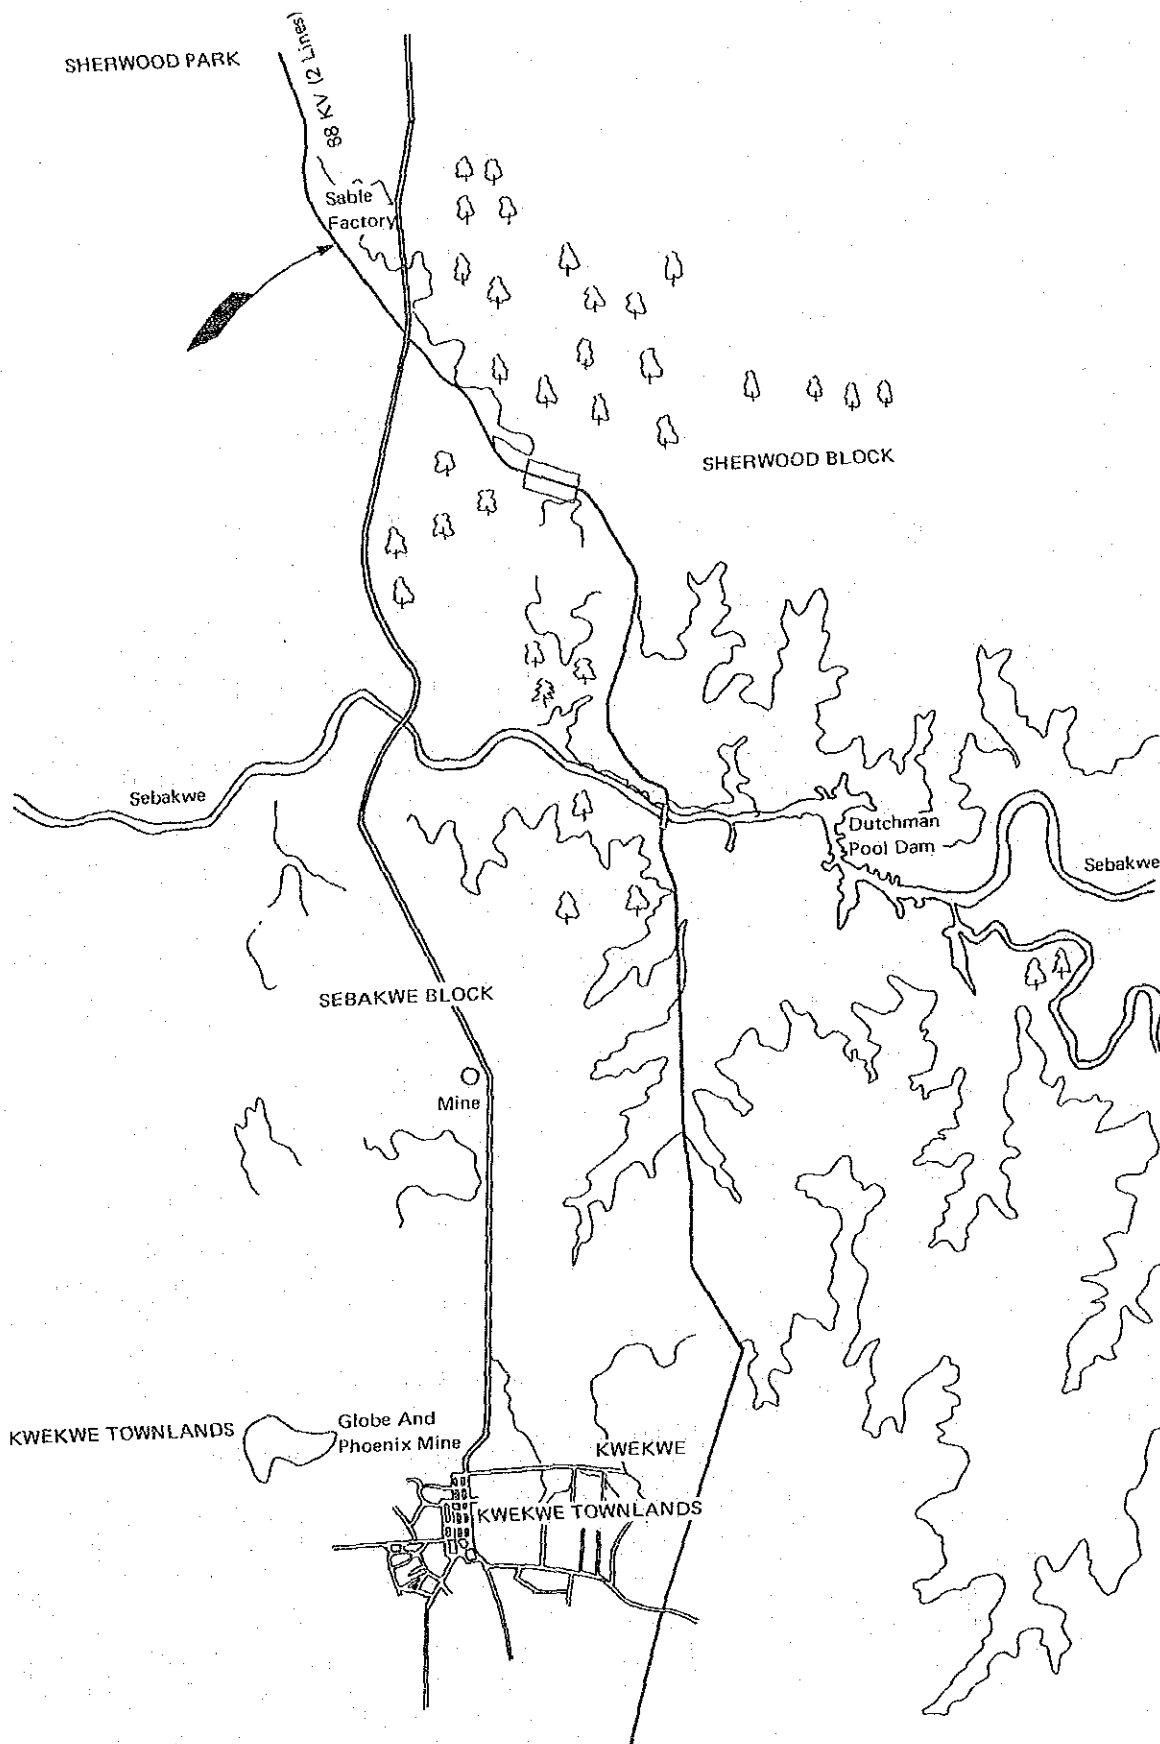 88 KV (2 Lines)
SHERWOOD PARK
Sable
Factory
SHERWOOD BLOCK
Sebakwe
Dutchman
Pool Dam
Sebakwe
SEBAKWE BLOCK
Mine
KWEKWE TOWNLANDS
Globe And
Phoenix Mine
KWEKWE
KWEKWE TOWNLANDS